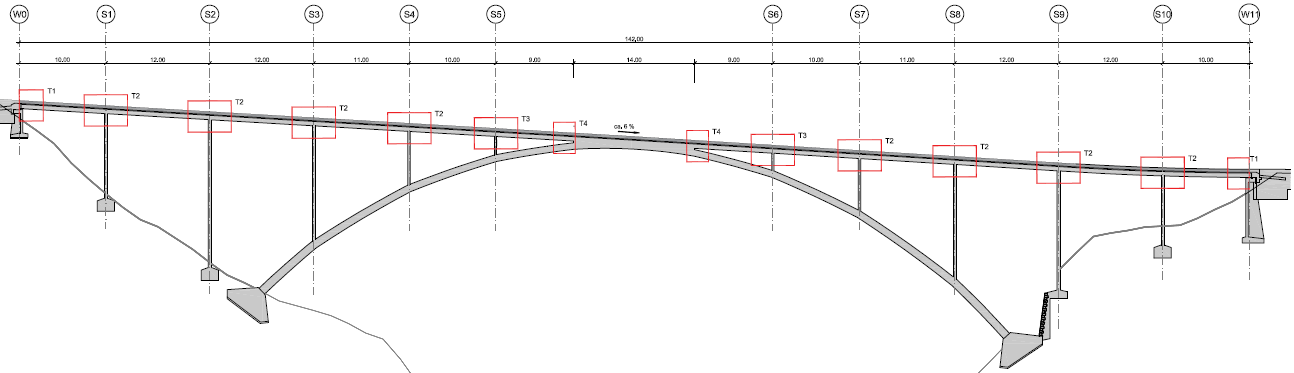 W0 S1 S2 S3 S4 S5 S6 S7 S8 S9 S10 W11
142.00
10.00 12.00 12.00 11.00 10.00 9.00 14.00 9.00 10.00 11.00 12.00 12.00 10.00
T1 T2 T2 T2 T2 T3 T4 ca. 6 % T4 T3 T2 T2 T2 T2 T1